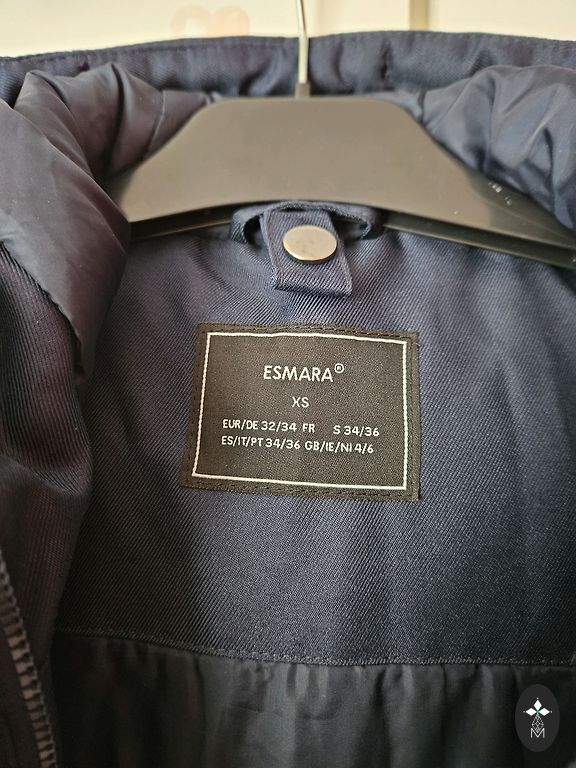 ESMARA®
XS
EUR/DE 32/34 FR S 34/36
ES/IT/PT 34/36 GB/IE/NI 4/6
M